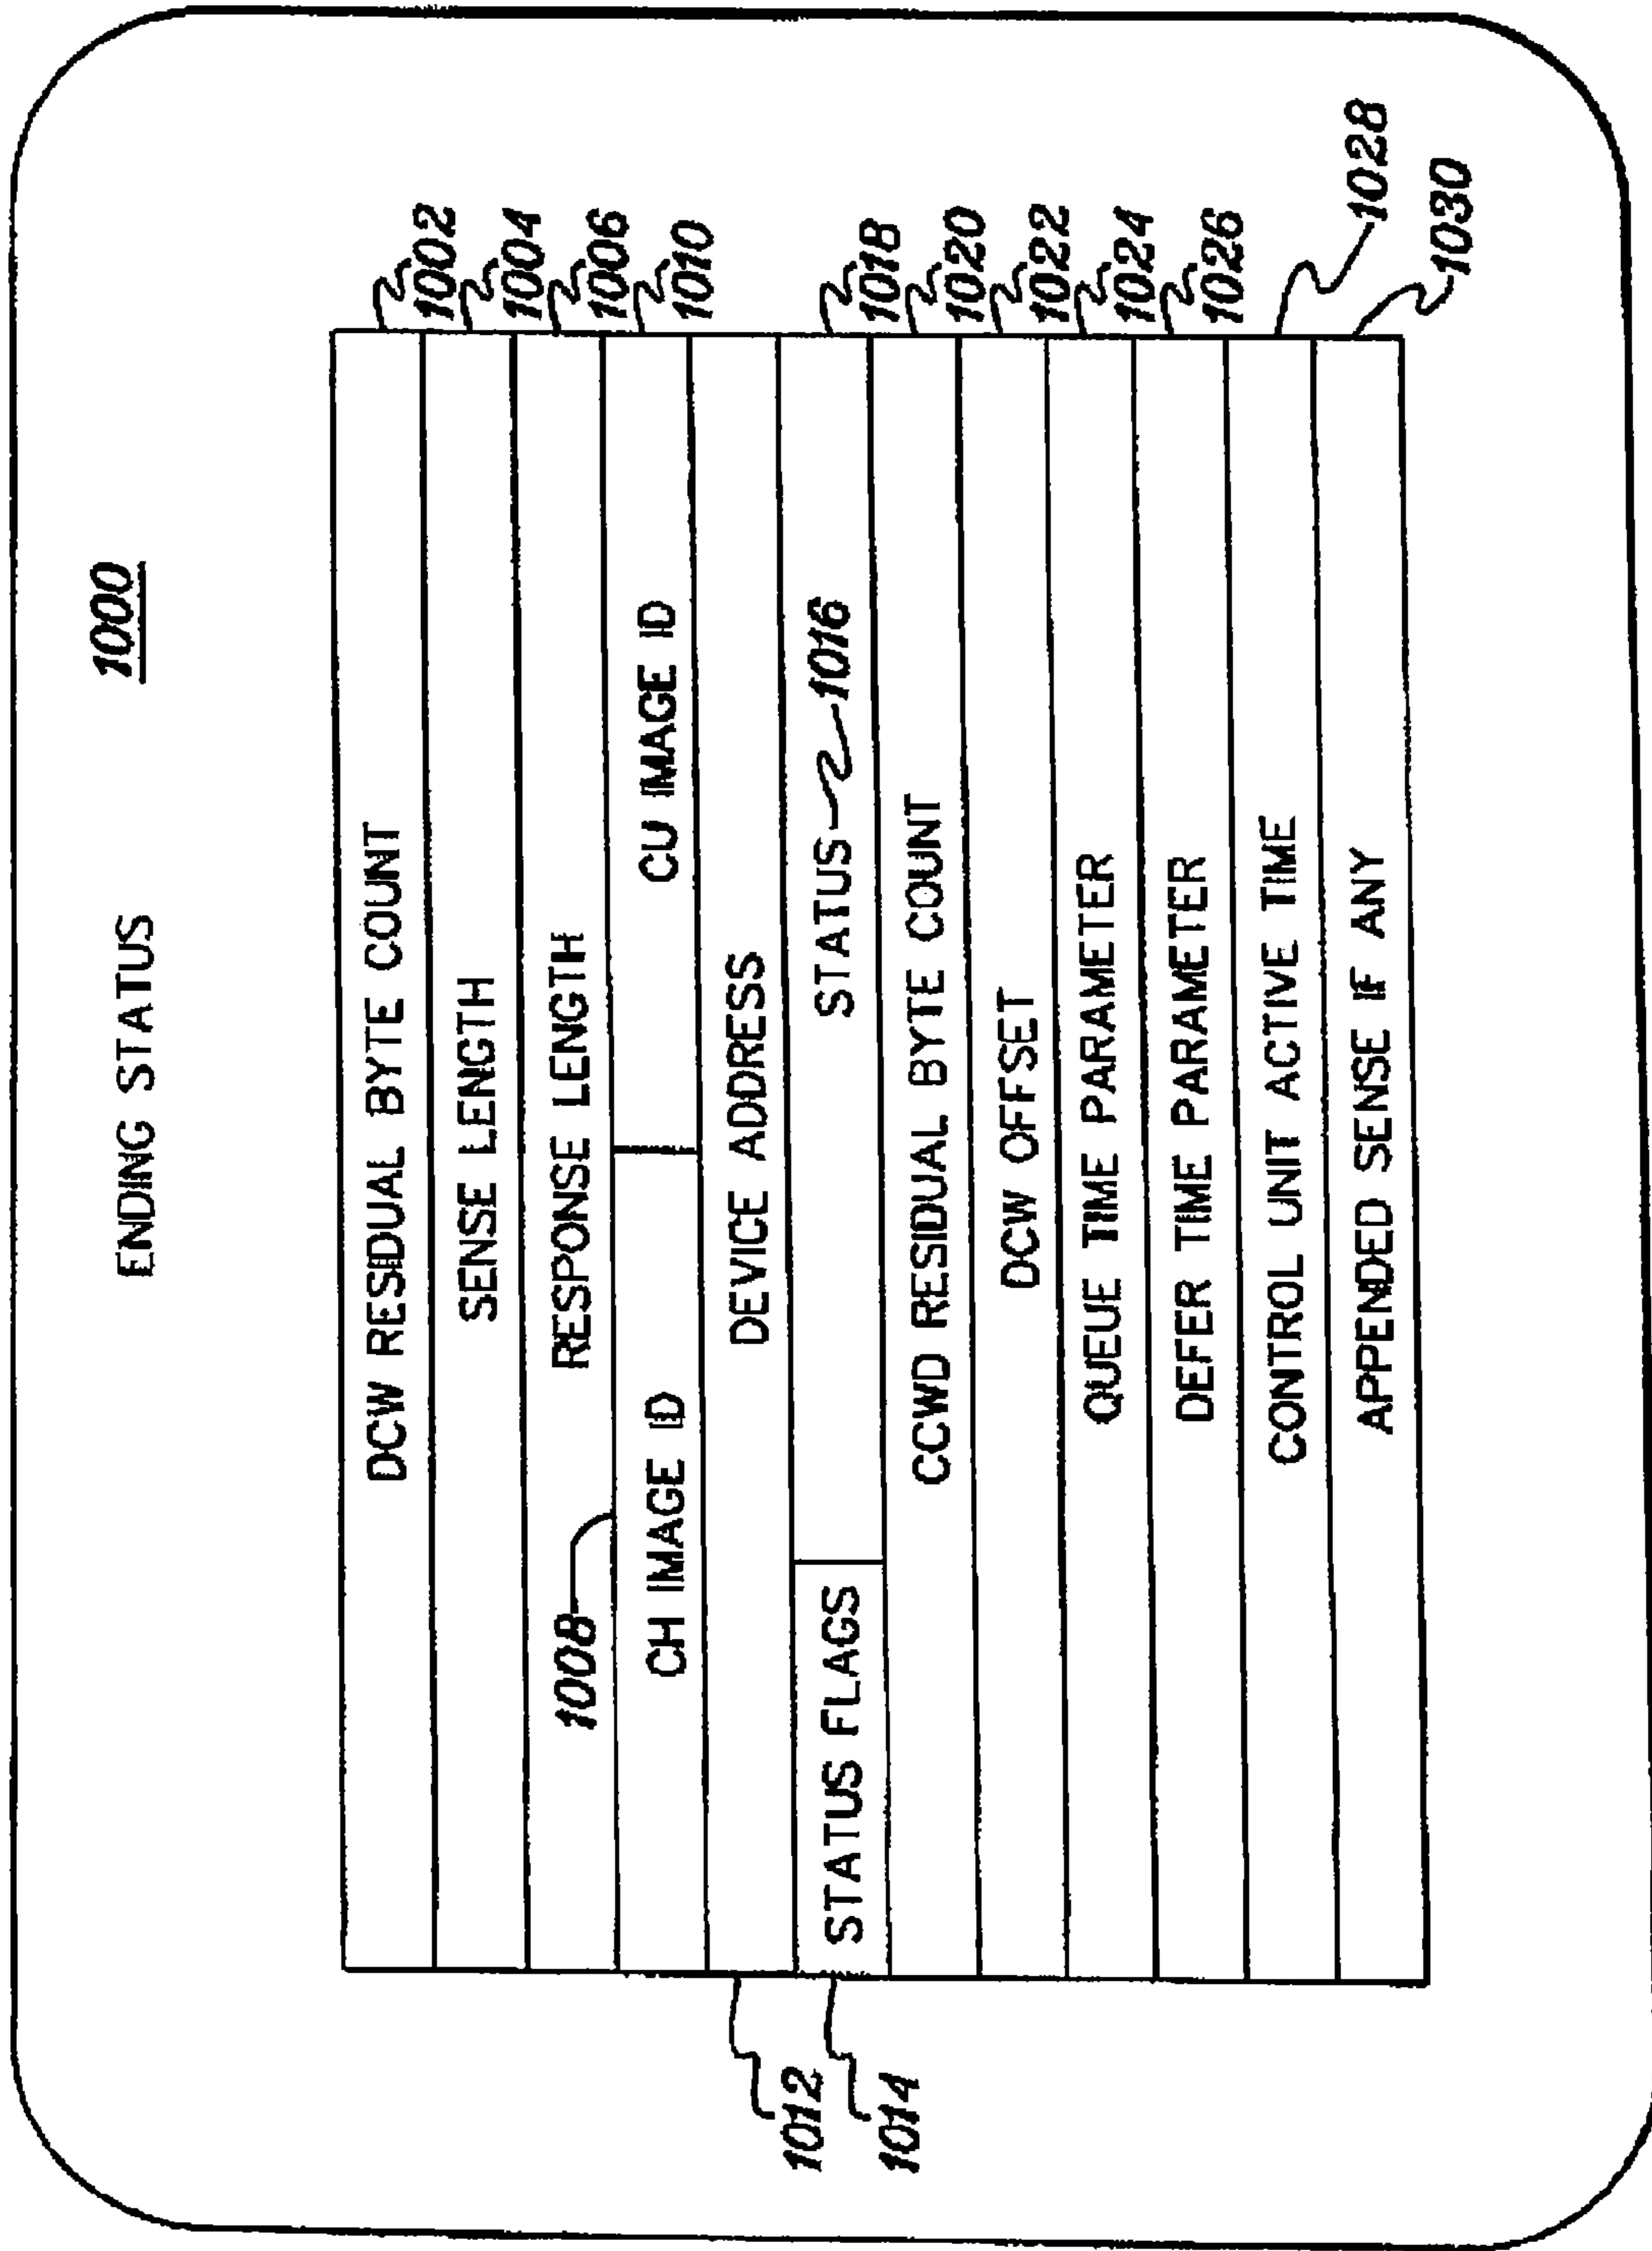 ENDING STATUS 1000
DCW RESIDUAL BYTE COUNT 1002
SENSE LENGTH 1004
1008 RESPONSE LENGTH 1006
CH IMAGE ID CU IMAGE ID 1010
1012 DEVICE ADDRESS
1014 STATUS FLAGS STATUS 1016 1018
CCWD RESIDUAL BYTE COUNT 1020
DCW OFFSET 1022
QUEUE TIME PARAMETER 1024
DEFER TIME PARAMETER 1026
CONTROL UNIT ACTIVE TIME 1028
APPENDED SENSE IF ANY 1030